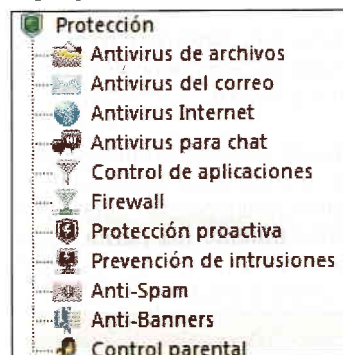 Protección
Antivirus de archivos
Antivirus del correo
Antivirus Internet
Antivirus para chat
Control de aplicaciones
Firewall
Protección proactiva
Prevención de intrusiones
Anti-Spam
Anti-Banners
Control parental